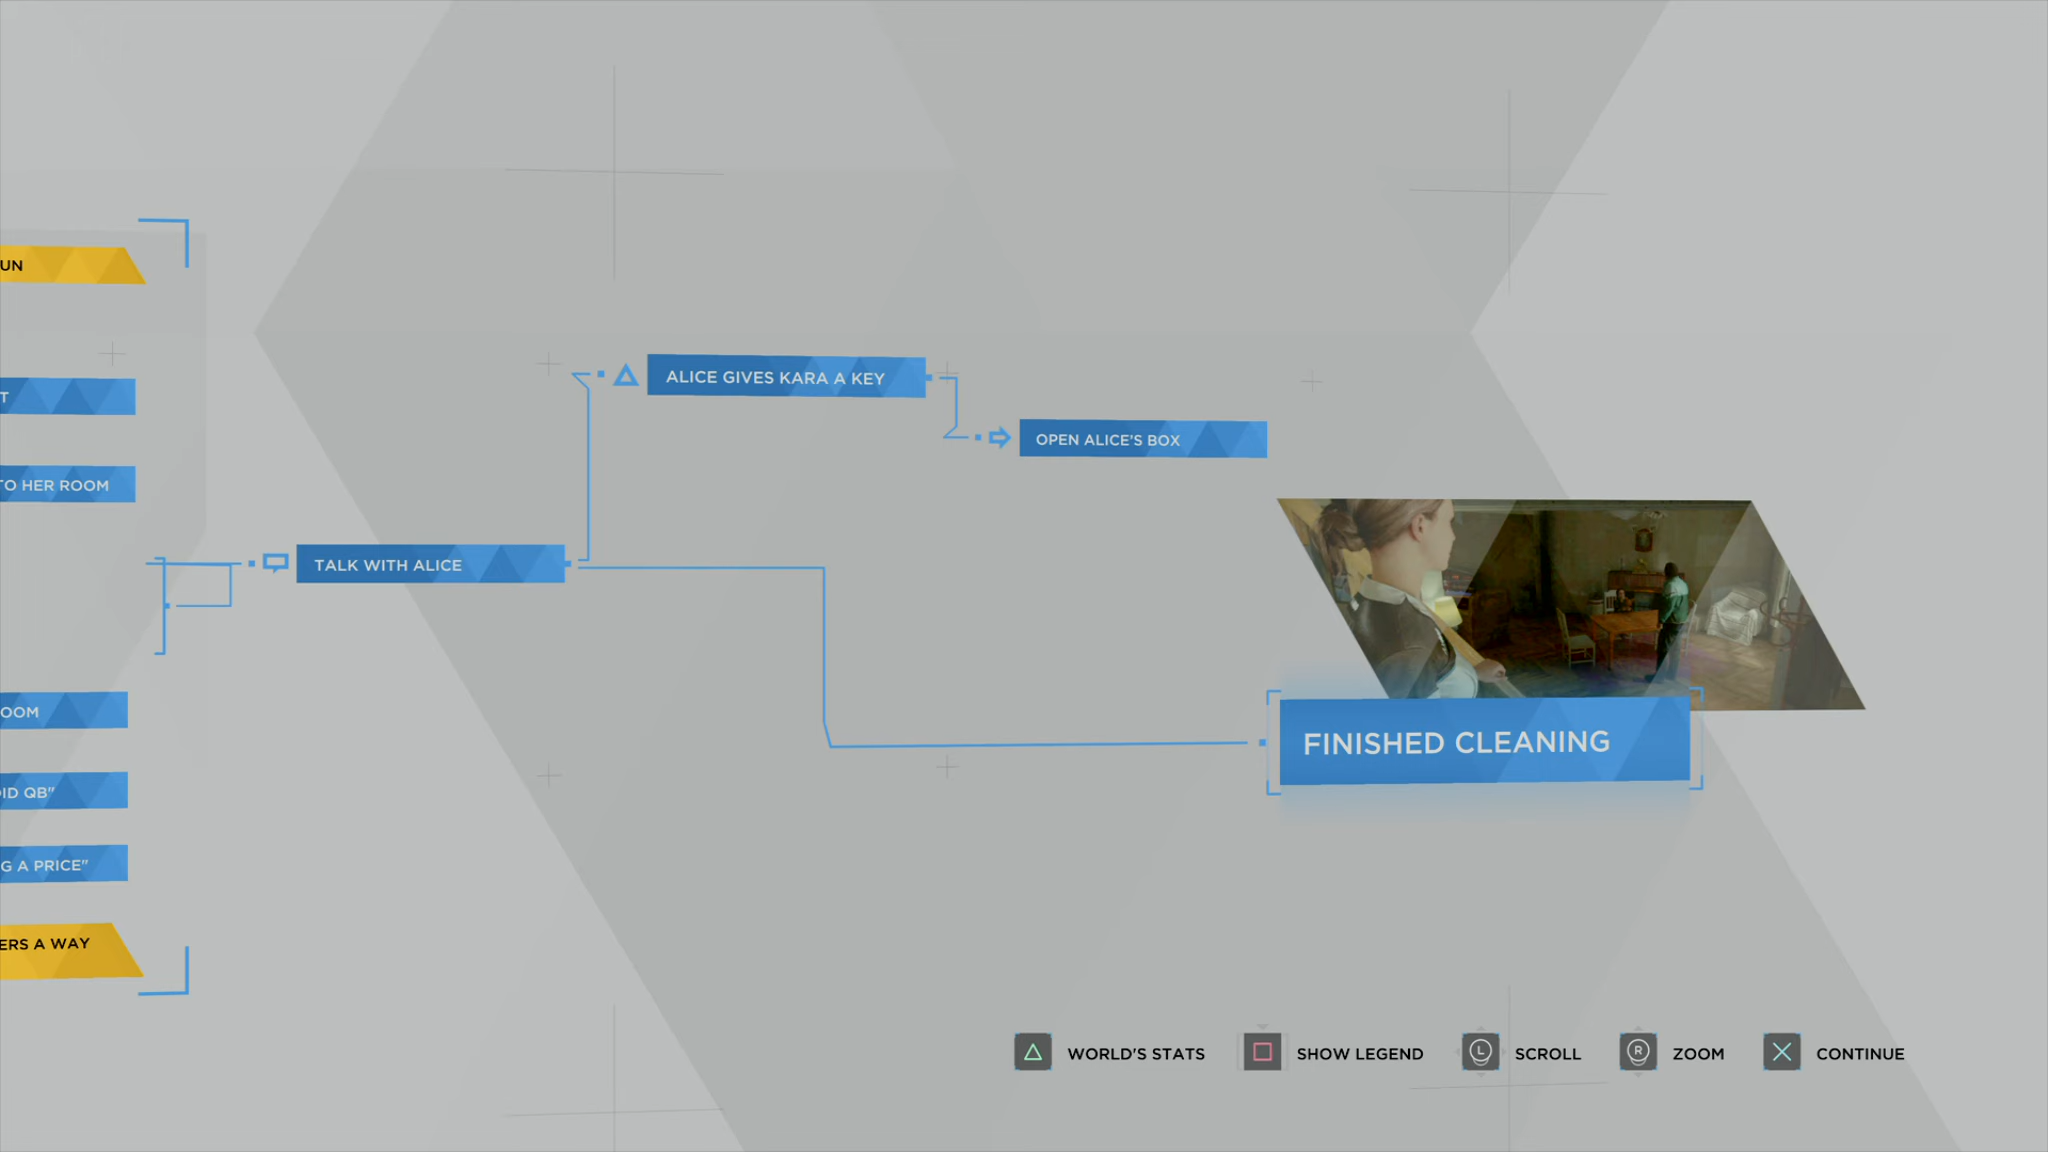 UN
T
TO HER ROOM
TALK WITH ALICE
ALICE GIVES KARA A KEY
OPEN ALICE'S BOX
OOM
ID QB"
G A PRICE"
ERS A WAY
FINISHED CLEANING
WORLD'S STATS
SHOW LEGEND
L
SCROLL
R
ZOOM
CONTINUE